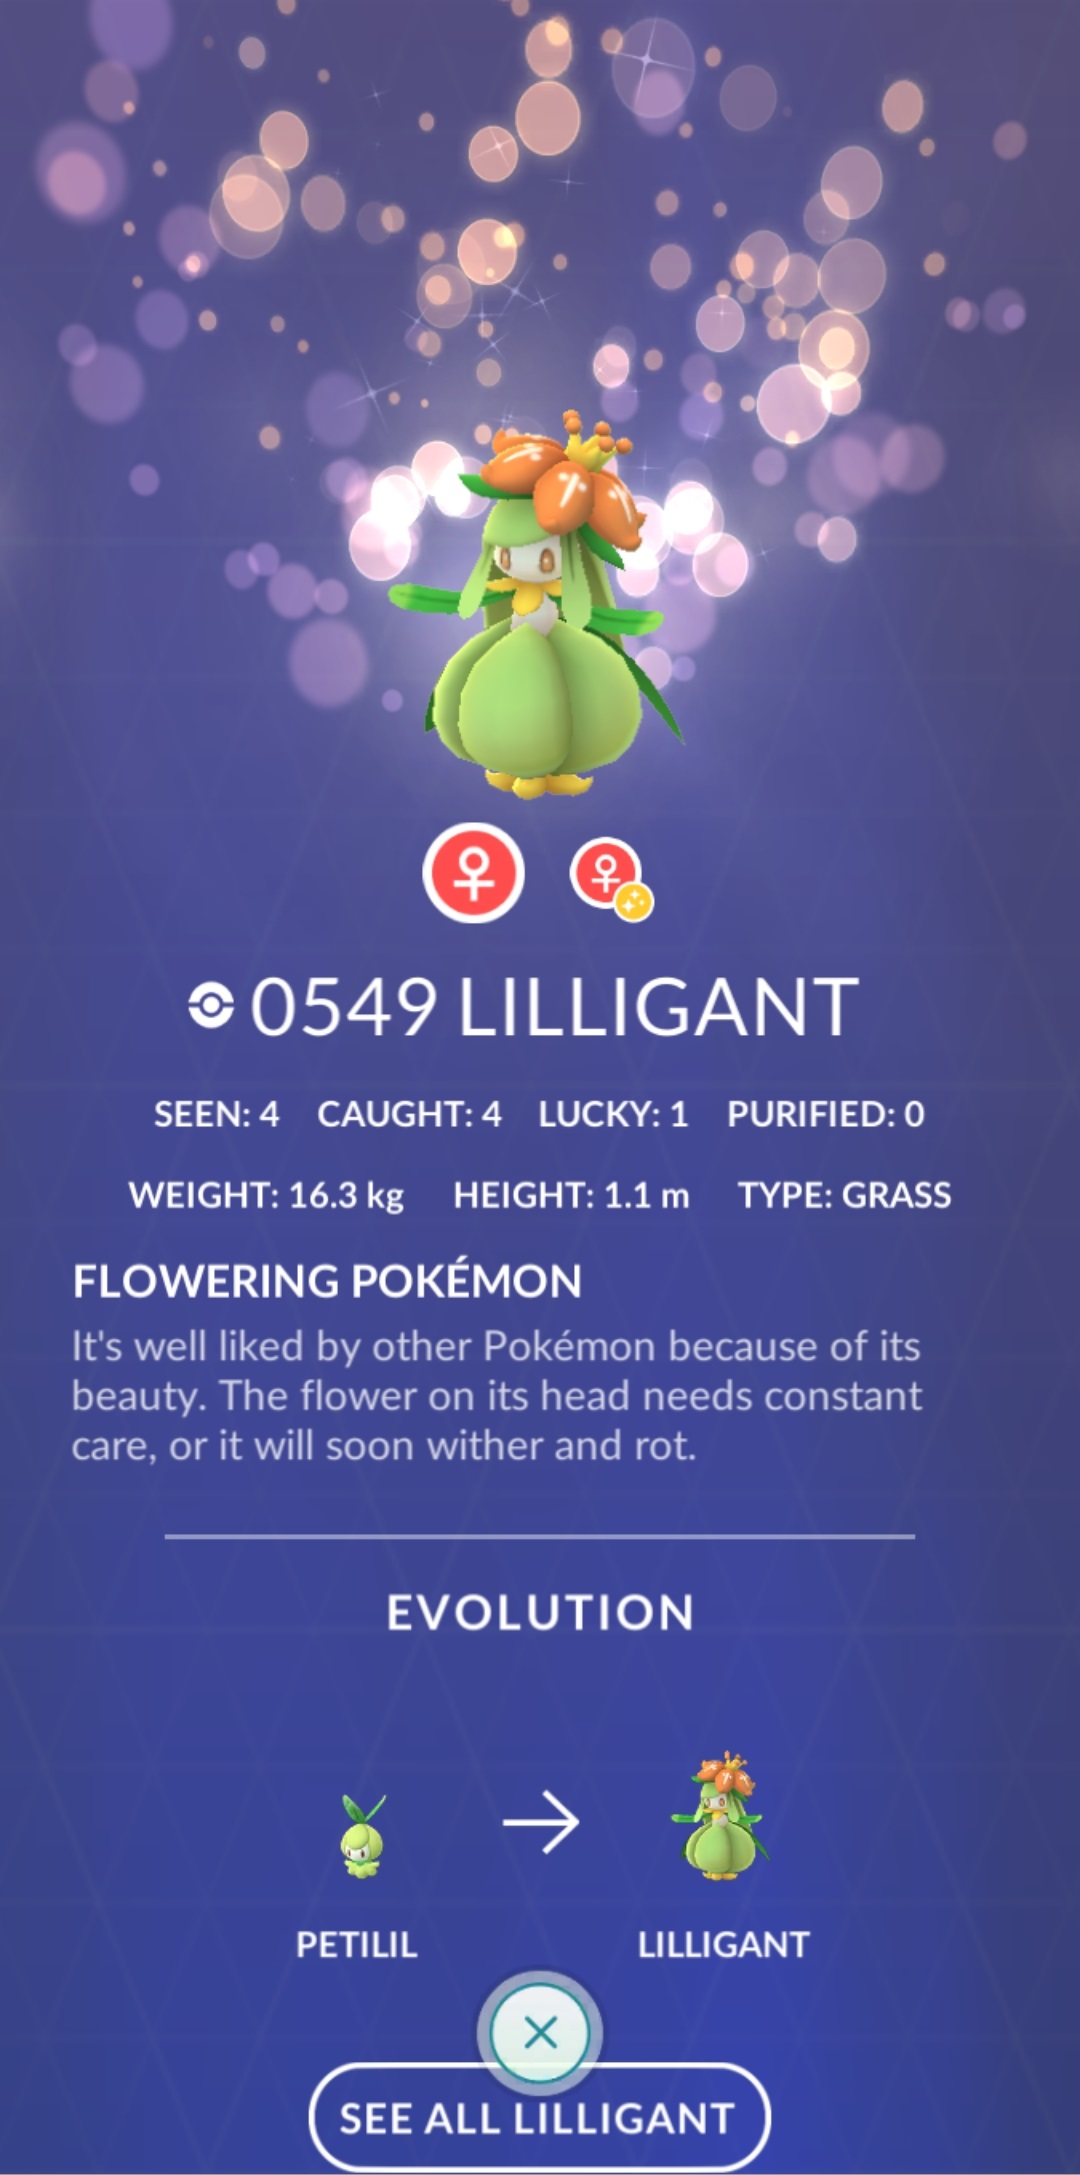 0549 LILLIGANT
SEEN: 4 CAUGHT: 4 LUCKY: 1 PURIFIED: 0
WEIGHT: 16.3 kg HEIGHT: 1.1 m TYPE: GRASS
FLOWERING POKÉMON
It's well liked by other Pokémon because of its
beauty. The flower on its head needs constant
care, or it will soon wither and rot.
EVOLUTION
PETILIL LILLIGANT
SEE ALL LILLIGANT